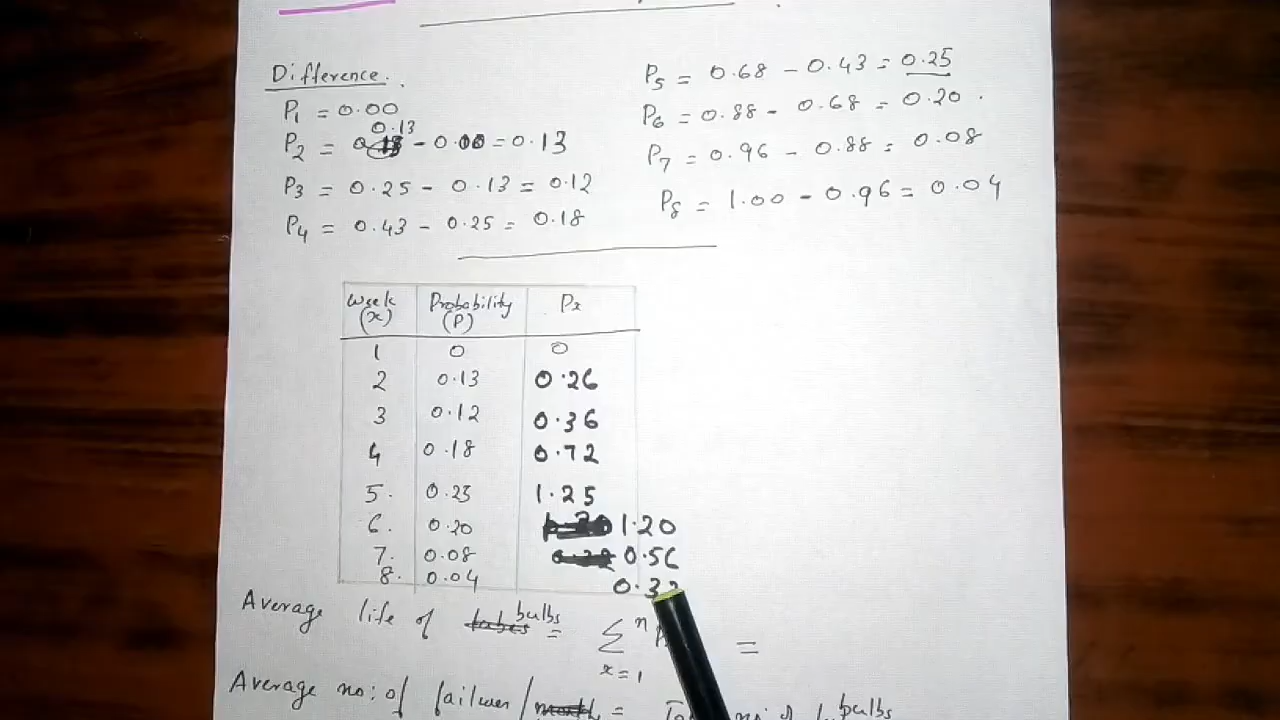 Difference.
P1 = 0.00
0.13
P2 = - 0.00 = 0.13
P3 = 0.25 - 0.13 = 0.12
P4 = 0.43 - 0.25 = 0.18
P5 = 0.68 - 0.43 = 0.25
P6 = 0.88 - 0.68 = 0.20.
P7 = 0.96 - 0.88 = 0.08
P8 = 1.00 - 0.96 = 0.04
Week (x) Probability (P) Px
1 0 0
2 0.13 0.26
3 0.12 0.36
4 0.18 0.72
5. 0.25 1.25
6. 0.20 1.20
7. 0.08 0.56
8. 0.04
Average life of bulbs = ∑ n x=1 =
Average no: of failures/ = no: of bulbs